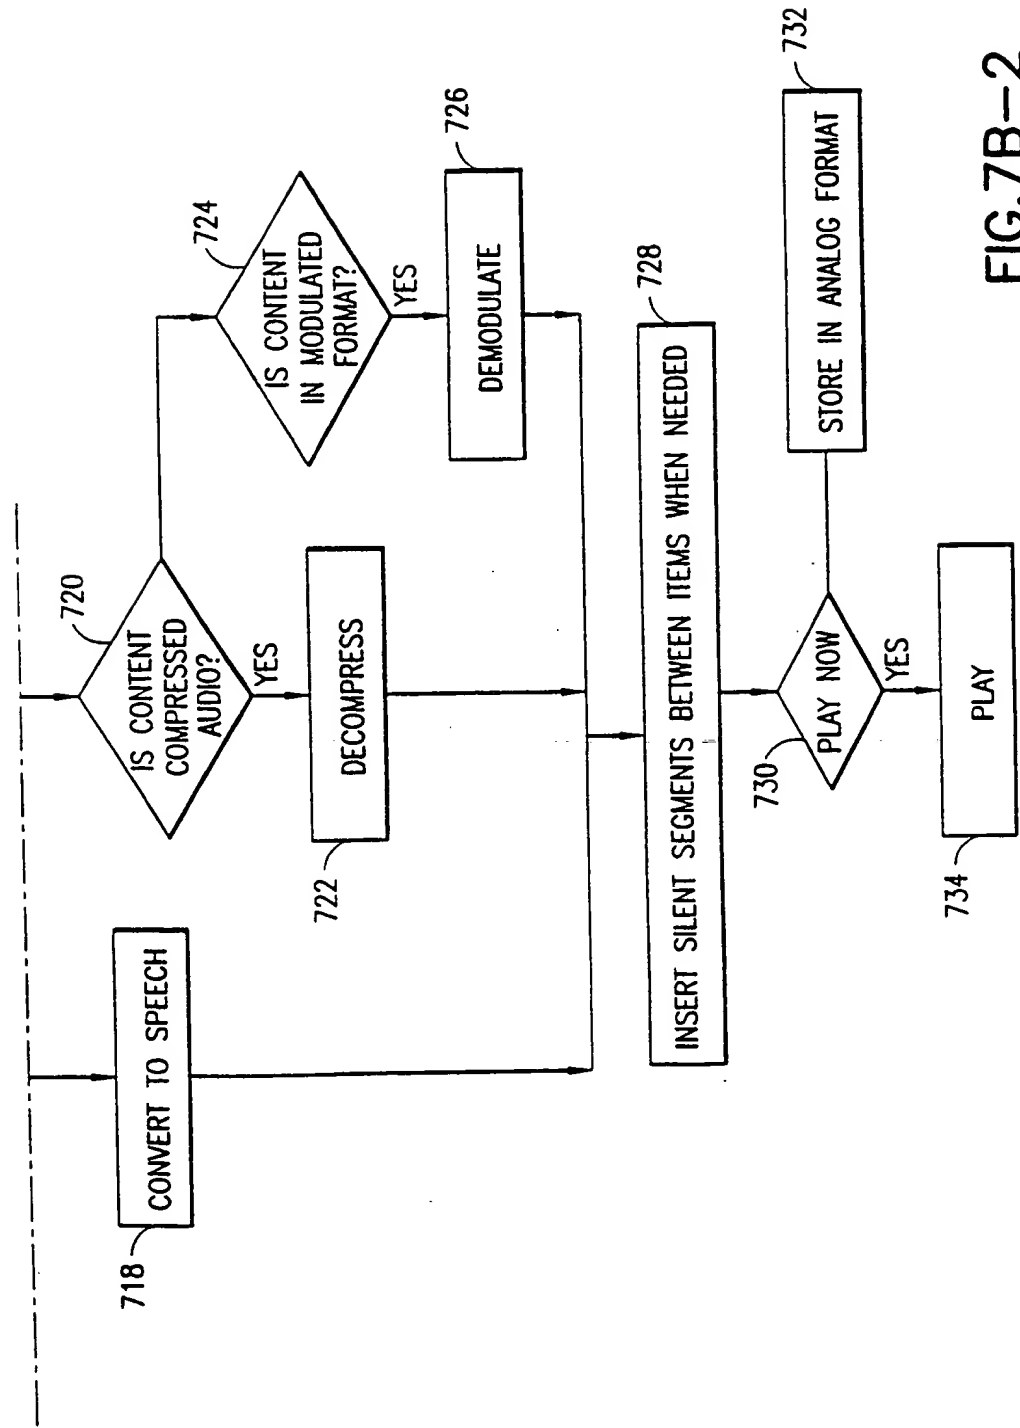 718
CONVERT TO SPEECH
720
IS CONTENT
COMPRESSED
AUDIO?
YES
722
DECOMPRESS
724
IS CONTENT
IN MODULATED
FORMAT?
YES
726
DEMODULATE
728
INSERT SILENT SEGMENTS BETWEEN ITEMS WHEN NEEDED
730
PLAY NOW
YES
732
STORE IN ANALOG FORMAT
734
PLAY
FIG. 7B-2